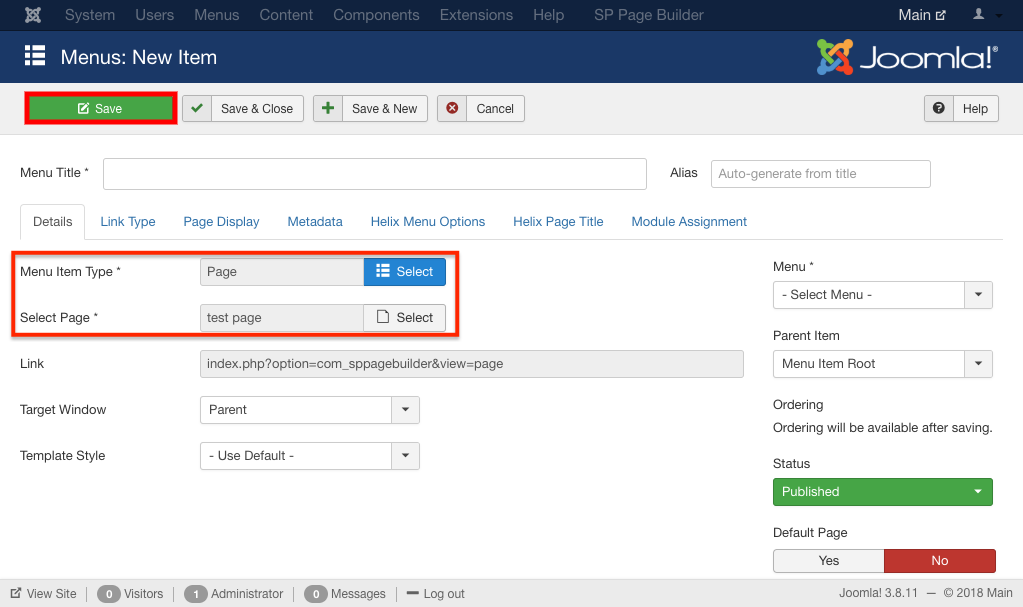 System Users Menus Content Components Extensions Help SP Page Builder Main
Menus: New Item Joomla!®
Save Save & Close Save & New Cancel Help
Menu Title * Alias Auto-generate from title
Details Link Type Page Display Metadata Helix Menu Options Helix Page Title Module Assignment
Menu Item Type * Page Select
Select Page * test page Select
Link index.php?option=com_sppagebuilder&view=page
Target Window Parent
Template Style - Use Default -
Menu *
- Select Menu -
Parent Item
Menu Item Root
Ordering
Ordering will be available after saving.
Status
Published
Default Page
Yes No
View Site 0 Visitors 1 Administrator 0 Messages Log out Joomla! 3.8.11 — © 2018 Main